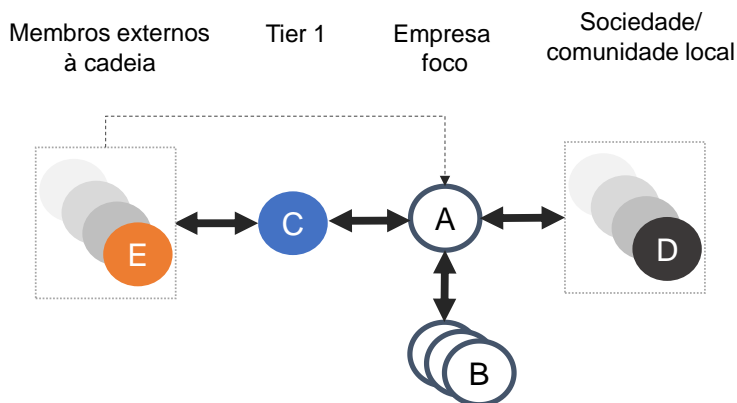 Membros externos
à cadeia
Tier 1
Empresa
foco
Sociedade/
comunidade local
E
C
A
D
B